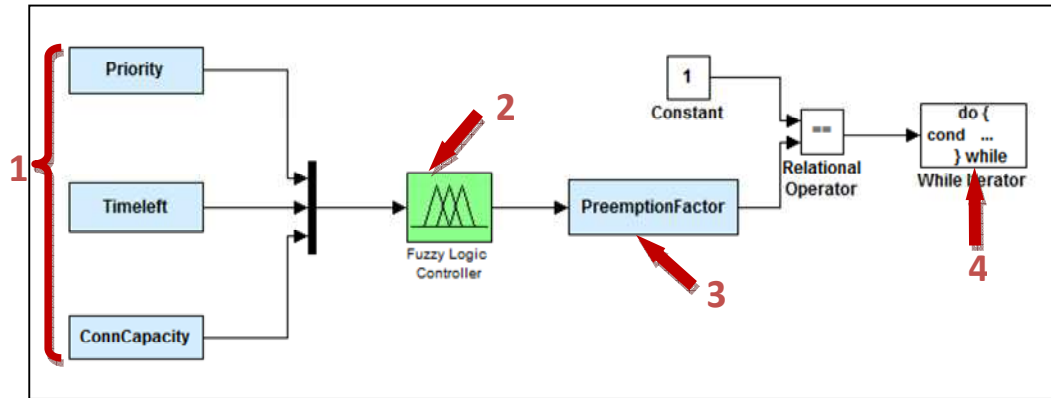 1
Priority
Timeleft
ConnCapacity
2
Fuzzy Logic
Controller
PreemptionFactor
3
1
Constant
==
Relational
Operator
do {
cond ...
} while
While Iterator
4